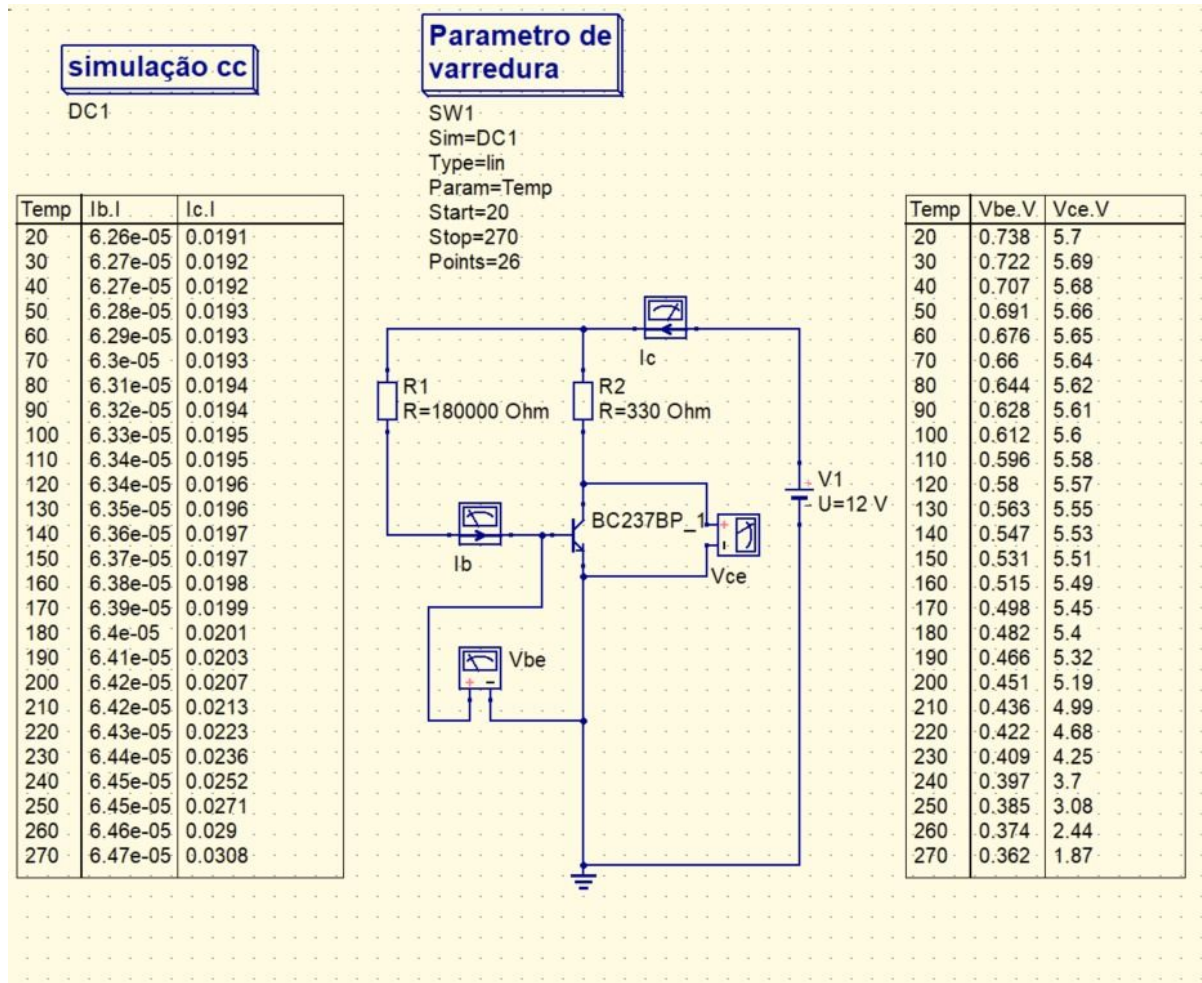 simulação cc
DC1
Parametro de
varredura
SW1
Sim=DC1
Type=lin
Param=Temp
Start=20
Stop=270
Points=26
Temp Ib.I Ic.I
20 6.26e-05 0.0191
30 6.27e-05 0.0192
40 6.27e-05 0.0192
50 6.28e-05 0.0193
60 6.29e-05 0.0193
70 6.3e-05 0.0193
80 6.31e-05 0.0194
90 6.32e-05 0.0194
100 6.33e-05 0.0195
110 6.34e-05 0.0195
120 6.34e-05 0.0196
130 6.35e-05 0.0196
140 6.36e-05 0.0197
150 6.37e-05 0.0197
160 6.38e-05 0.0198
170 6.39e-05 0.0199
180 6.4e-05 0.0201
190 6.41e-05 0.0203
200 6.42e-05 0.0207
210 6.42e-05 0.0213
220 6.43e-05 0.0223
230 6.44e-05 0.0236
240 6.45e-05 0.0252
250 6.45e-05 0.0271
260 6.46e-05 0.029
270 6.47e-05 0.0308
Ic
R1
R=180000 Ohm
R2
R=330 Ohm
V1
U=12 V
BC237BP_1
Ib
Vce
Vbe
Temp Vbe.V Vce.V
20 0.738 5.7
30 0.722 5.69
40 0.707 5.68
50 0.691 5.66
60 0.676 5.65
70 0.66 5.64
80 0.644 5.62
90 0.628 5.61
100 0.612 5.6
110 0.596 5.58
120 0.58 5.57
130 0.563 5.55
140 0.547 5.53
150 0.531 5.51
160 0.515 5.49
170 0.498 5.45
180 0.482 5.4
190 0.466 5.32
200 0.451 5.19
210 0.436 4.99
220 0.422 4.68
230 0.409 4.25
240 0.397 3.7
250 0.385 3.08
260 0.374 2.44
270 0.362 1.87